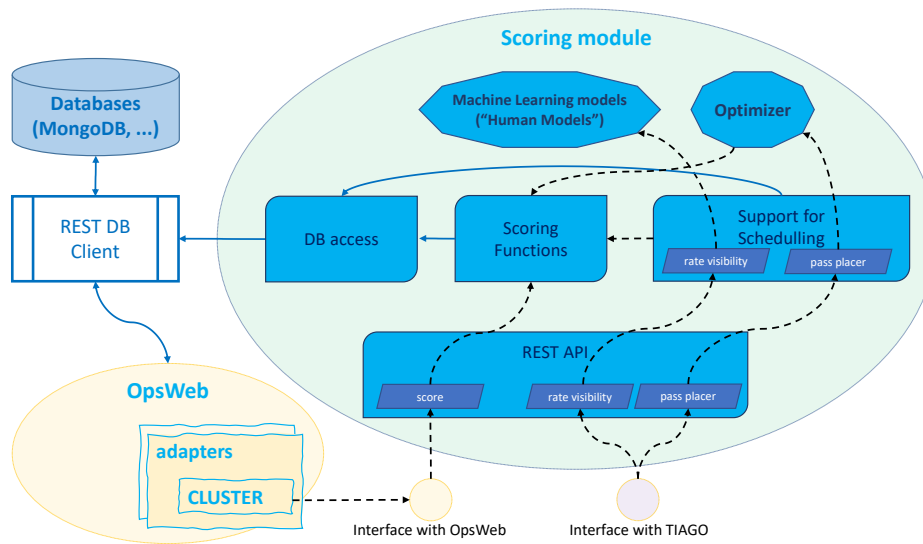 Scoring module
Databases
(MongoDB, ...)
Machine Learning models
("Human Models")
Optimizer
REST DB
Client
DB access
Scoring
Functions
Support for
Schedulling
rate visibility
pass placer
REST API
score
rate visibility
pass placer
OpsWeb
adapters
CLUSTER
Interface with OpsWeb
Interface with TIAGO